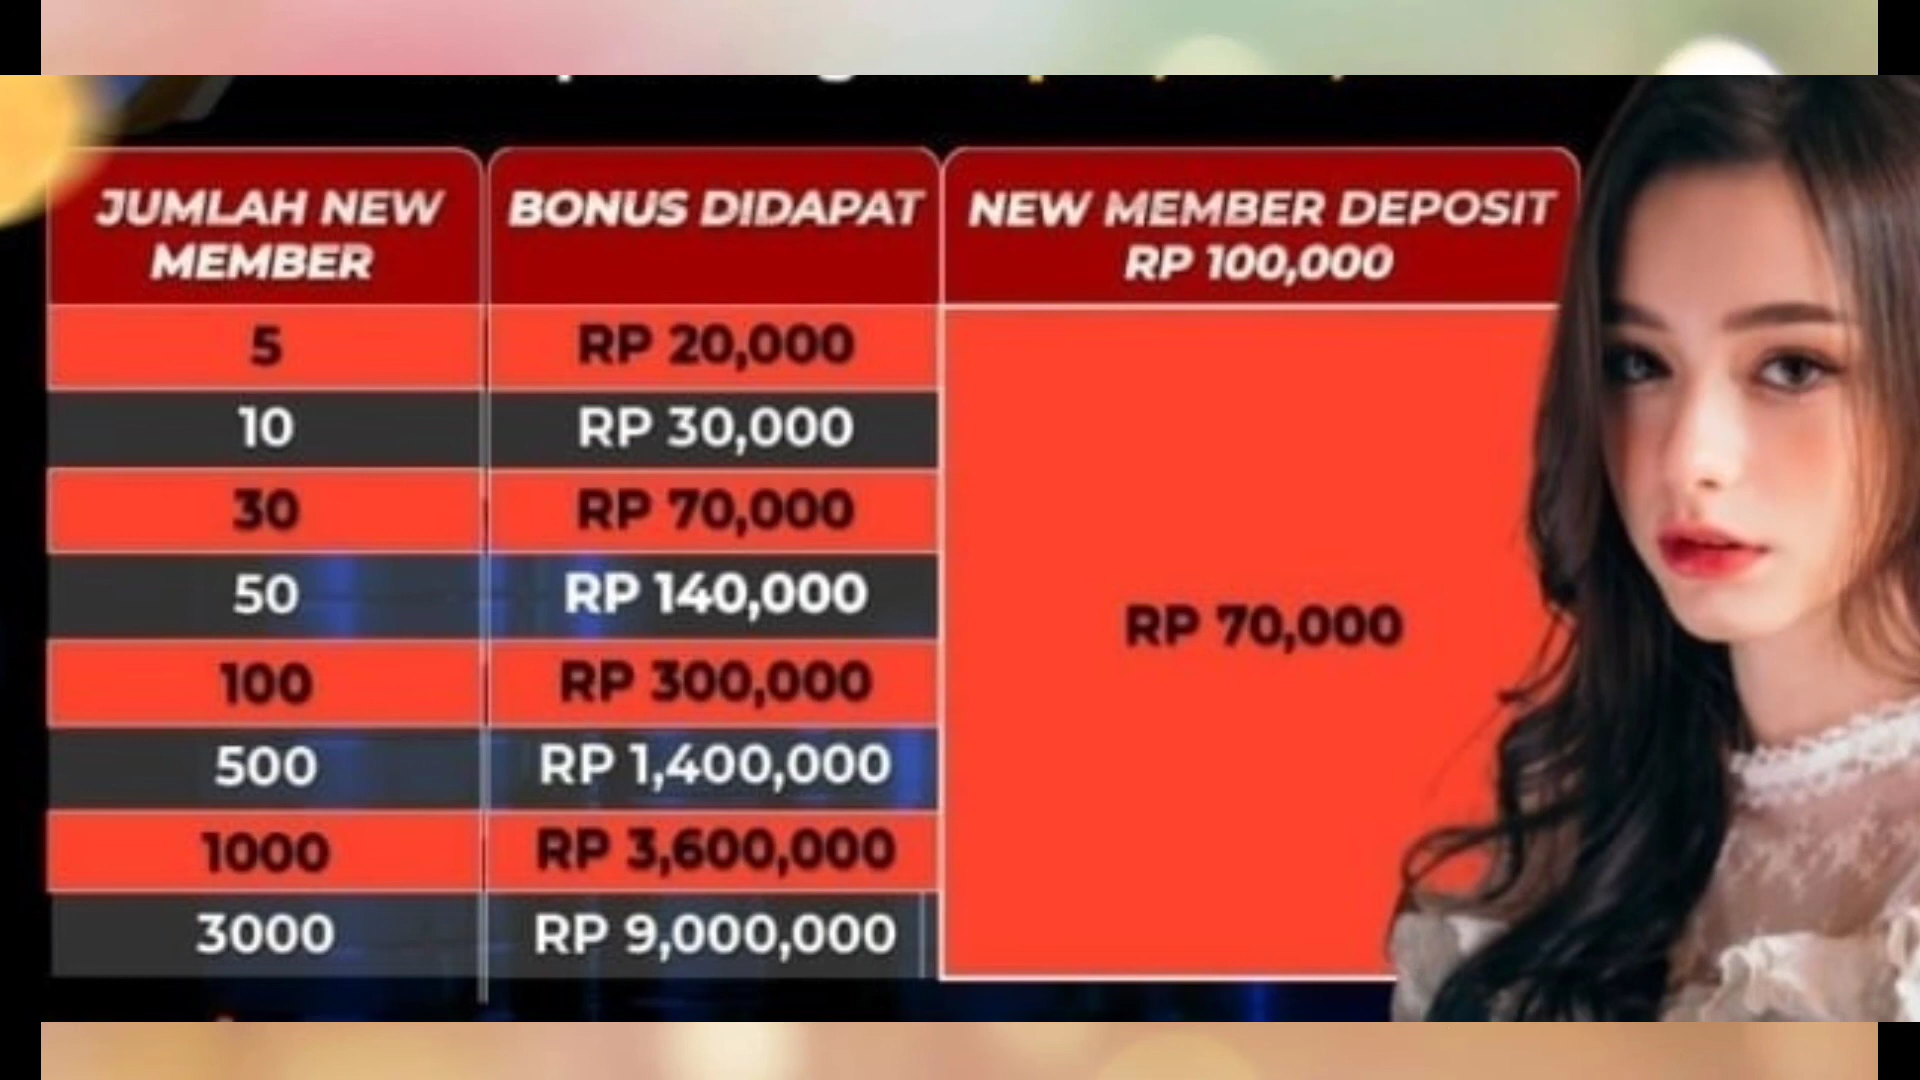 JUMLAH NEW
MEMBER
BONUS DIDAPAT
NEW MEMBER DEPOSIT
RP 100,000
5
RP 20,000
10
RP 30,000
30
RP 70,000
50
RP 140,000
100
RP 300,000
500
RP 1,400,000
1000
RP 3,600,000
3000
RP 9,000,000
RP 70,000